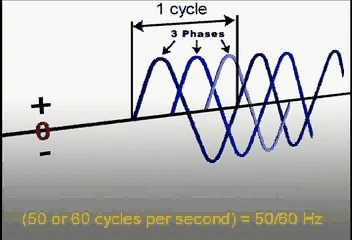 1 cycle
3 Phases
+
0
-
(50 or 60 cycles per second) = 50/60 Hz